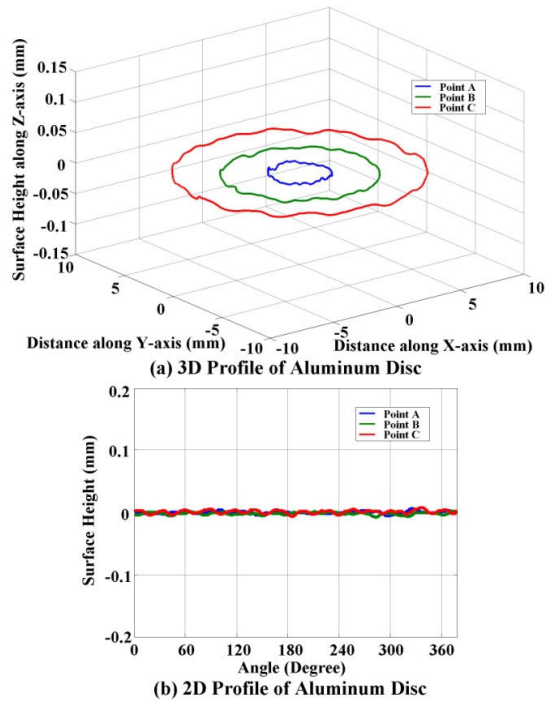 0.15
0.1
0.05
0
-0.05
-0.1
-0.15
Surface Height along Z-axis (mm)
Point A
Point B
Point C
10
5
0
-5
-10
Distance along Y-axis (mm)
-10
-5
0
5
10
Distance along X-axis (mm)
(a) 3D Profile of Aluminum Disc
0.2
0.1
0
-0.1
-0.2
Surface Height (mm)
Point A
Point B
Point C
0 60 120 180 240 300 360
Angle (Degree)
(b) 2D Profile of Aluminum Disc